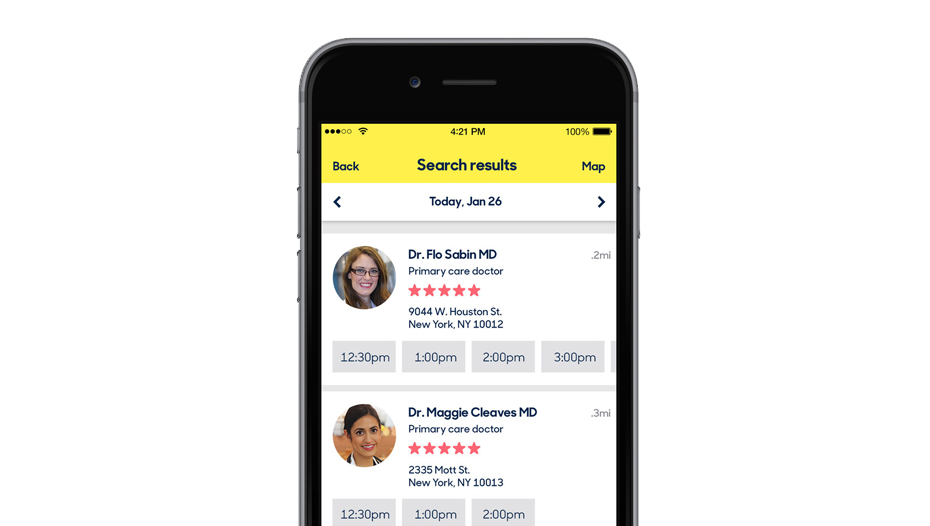 4:21 PM
100%
Back
Search results
Map
Today, Jan 26
Dr. Flo Sabin MD
.2mi
Primary care doctor
9044 W. Houston St.
New York, NY 10012
12:30pm
1:00pm
2:00pm
3:00pm
Dr. Maggie Cleaves MD
.3mi
Primary care doctor
2335 Mott St.
New York, NY 10013
12:30pm
1:00pm
2:00pm